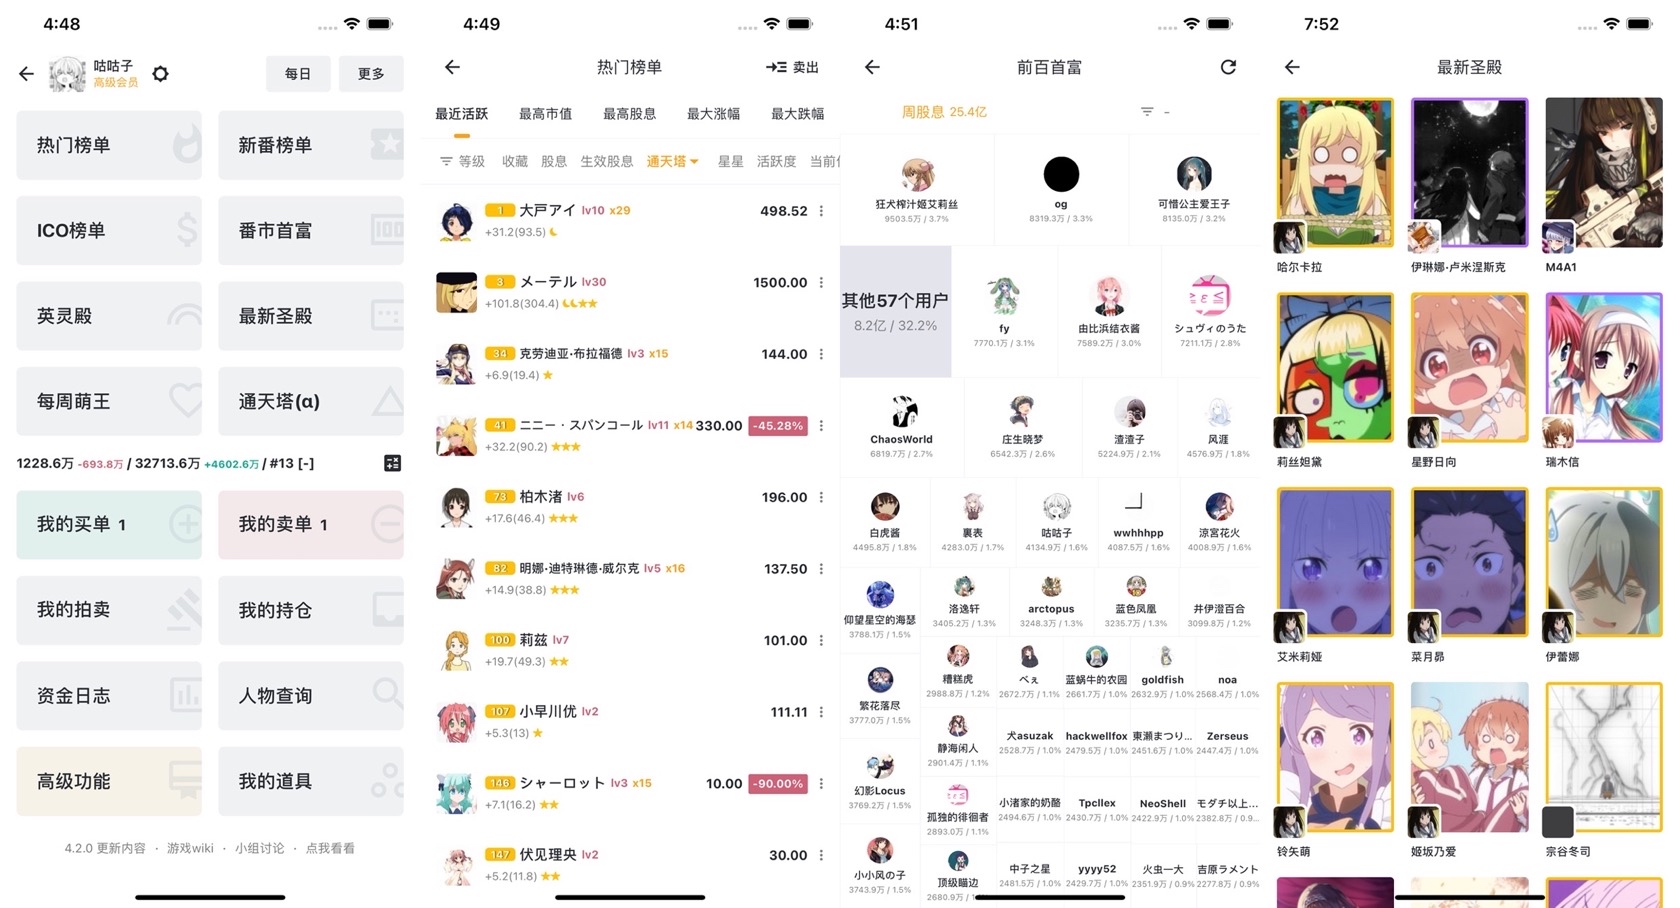 4:48
咕咕子
高级会员
每日
更多
热门榜单
新番榜单
ICO榜单
番市首富
英灵殿
最新圣殿
每周萌王
通天塔(α)
1228.6万 -693.8万 / 32713.6万 +4602.6万 / #13 [-]
我的买单 1
我的卖单 1
我的拍卖
我的持仓
资金日志
人物查询
高级功能
我的道具
4.2.0 更新内容 · 游戏wiki · 小组讨论 · 点我看看
4:49
热门榜单
卖出
最近活跃 最高市值 最高股息 最大涨幅 最大跌幅
等级 收藏 股息 生效股息 通天塔 星星 活跃度
1 大戸アイ lv10 x29 498.52
+31.2(93.5)
3 メーテル lv30 1500.00
+101.8(304.4)
34 克劳迪亚·布拉福德 lv3 x15 144.00
+6.9(19.4)
41 ニニー・スパンコール lv11 x14 330.00 -45.28%
+32.2(90.2)
73 柏木渚 lv6 196.00
+17.6(46.4)
82 明娜·迪特琳德·威尔克 lv5 x16 137.50
+14.9(38.8)
100 莉兹 lv7 101.00
+19.7(49.3)
107 小早川优 lv2 111.11
+5.3(13)
146 シャーロット lv3 x15 10.00 -90.00%
+7.1(16.2)
147 伏见理央 lv2 30.00
+5.2(11.8)
4:51
前百首富
周股息 25.4亿
-
狂犬榨汁姬艾莉丝
9503.5万 / 3.7%
og
8319.3万 / 3.3%
可惜公主爱王子
8135.0万 / 3.2%
其他57个用户
8.2亿 / 32.2%
fy
7770.1万 / 3.1%
由比浜结衣酱
7589.2万 / 3.0%
シュヴィのうた
7211.1万 / 2.8%
ChaosWorld
6819.7万 / 2.7%
庄生晓梦
6542.3万 / 2.6%
渣渣子
5224.9万 / 2.1%
风涯
4576.9万 / 1.8%
白虎酱
4495.8万 / 1.8%
裏表
4283.0万 / 1.7%
咕咕子
4134.9万 / 1.6%
wwhhhpp
4087.5万 / 1.6%
涼宮花火
4008.9万 / 1.6%
仰望星空的海瑟
3788.1万 / 1.5%
洛逸轩
3405.2万 / 1.3%
arctopus
3248.3万 / 1.3%
蓝色凤凰
3235.7万 / 1.3%
井伊澄百合
3099.8万 / 1.2%
繁花落尽
3777.0万 / 1.5%
糟糕虎
2988.8万 / 1.2%
ベぇ
2672.7万 / 1.1%
蓝蜗牛的农园
2661.7万 / 1.0%
goldfish
2632.9万 / 1.0%
noa
2568.4万 / 1.0%
静海闲人
2901.4万 / 1.1%
犬asuzak
2528.7万 / 1.0%
hackwellfox
2479.5万 / 1.0%
東瀬まつり...
2451.6万 / 1.0%
Zerseus
2447.4万 / 1.0%
幻影Locus
3769.2万 / 1.5%
孤独的徘徊者
2893.0万 / 1.1%
小渚家的奶酪
2494.6万 / 1.0%
Tpcllex
2430.7万 / 1.0%
NeoShell
2422.9万 / 1.0%
モダチ以上...
2382.8万 / 0.9...
小小风の子
3743.9万 / 1.5%
顶级瞄边
2680.9万 /
中子之星
2481.5万 / 1.0%
yyyy52
2429.7万 / 1.0%
火虫一大
2351.9万 / 0.9%
吉原ラメント
2277.8万 / 0.9%
7:52
最新圣殿
哈尔卡拉
伊琳娜·卢米涅斯克
M4A1
莉丝妲黛
星野日向
瑞木信
艾米莉娅
菜月昴
伊蕾娜
铃矢萌
姬坂乃爱
宗谷冬司